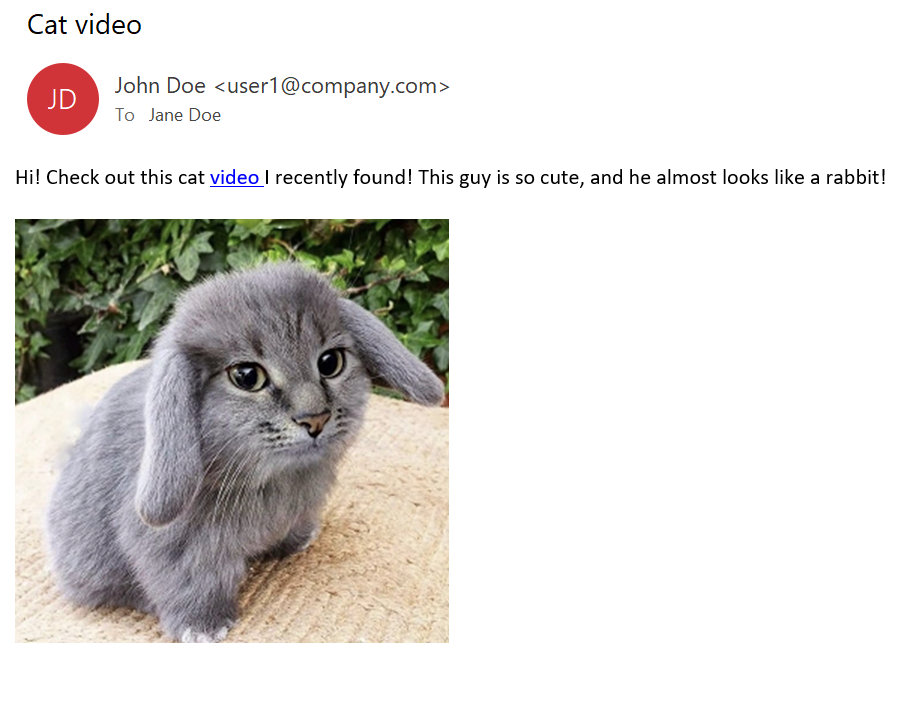 Cat video
JD
John Doe <user1@company.com>
To Jane Doe
Hi! Check out this cat video I recently found! This guy is so cute, and he almost looks like a rabbit!